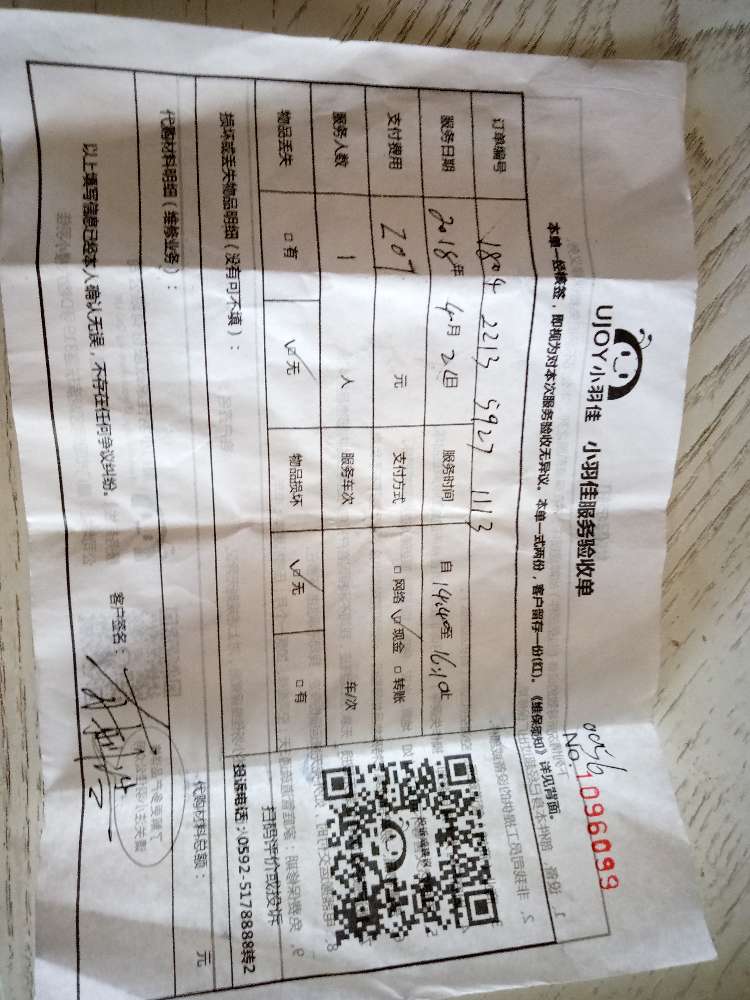 UJOY小羽佳 小羽佳服务验收单
No.1096099
本单一经核签，即视为对本次服务验收无异议。本单一式两份，客户留存一份(红)。《维保须知》详见背面。
订单编号 1804 2213 5927 1113
服务日期 2018年 4月 2日 服务时间 自14:40至 16:10止
支付费用 207 元 支付方式 □网络 ☑现金 □转账
服务人数 1 人 服务车次 车/次
物品丢失 □有 ☑无 物品损坏 ☑无 □有
损坏或丢失物品明细（没有可不填）：
扫码评价或投诉
投诉电话：0592-5178888转2
代购材料明细（维修业务）：
代购材料总额： 元
以上填写信息已经本人确认无误，不存在任何争议纠纷。
客户签名：